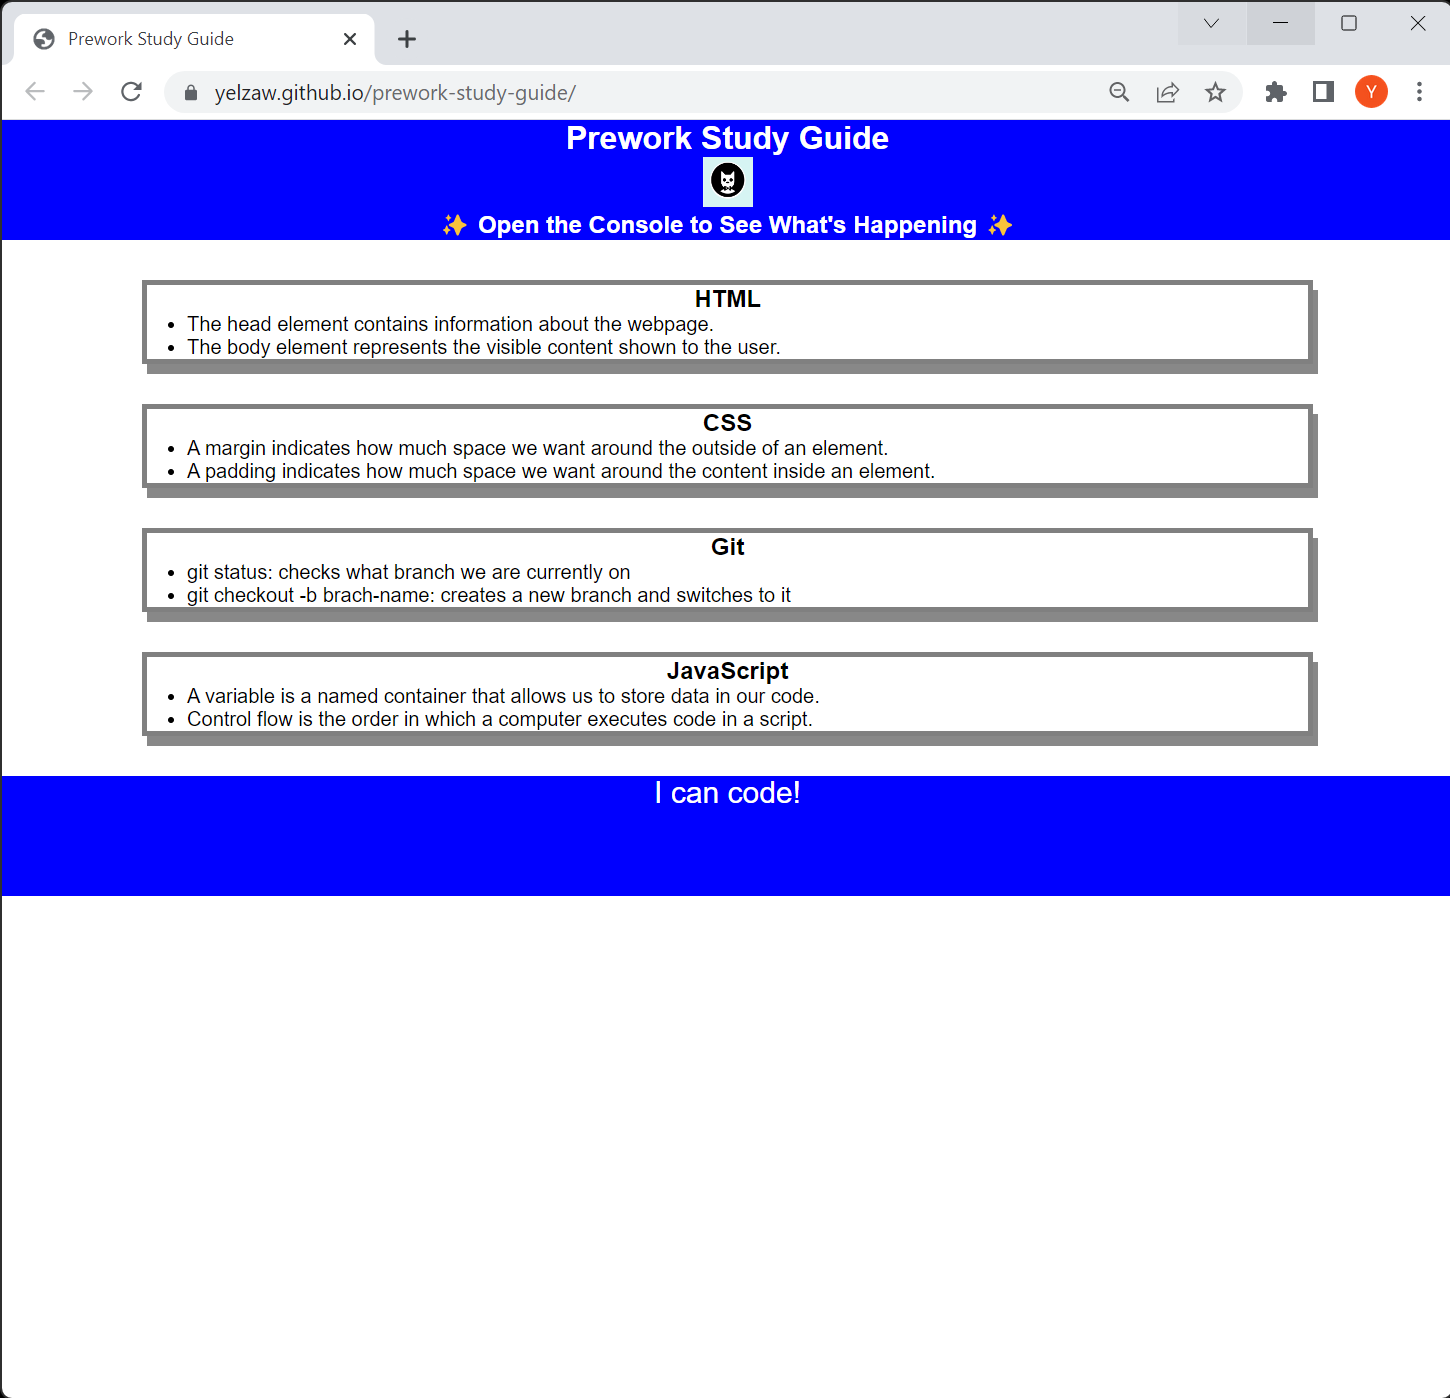 Prework Study Guide
yelzaw.github.io/prework-study-guide/
Y
Prework Study Guide
✨ Open the Console to See What's Happening ✨
HTML
• The head element contains information about the webpage.
• The body element represents the visible content shown to the user.
CSS
• A margin indicates how much space we want around the outside of an element.
• A padding indicates how much space we want around the content inside an element.
Git
• git status: checks what branch we are currently on
• git checkout -b brach-name: creates a new branch and switches to it
JavaScript
• A variable is a named container that allows us to store data in our code.
• Control flow is the order in which a computer executes code in a script.
I can code!